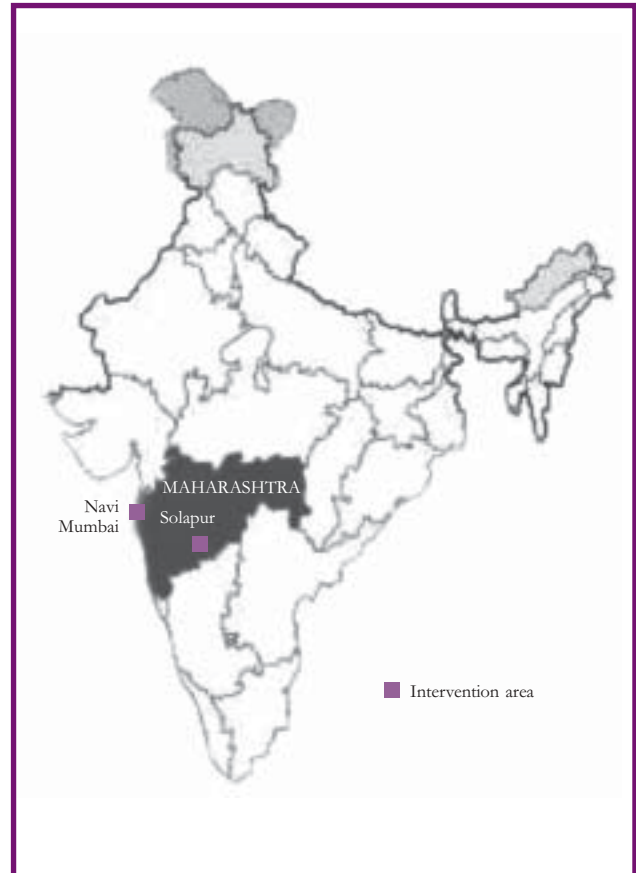 MAHARASHTRA
Navi
Mumbai
Solapur
Intervention area